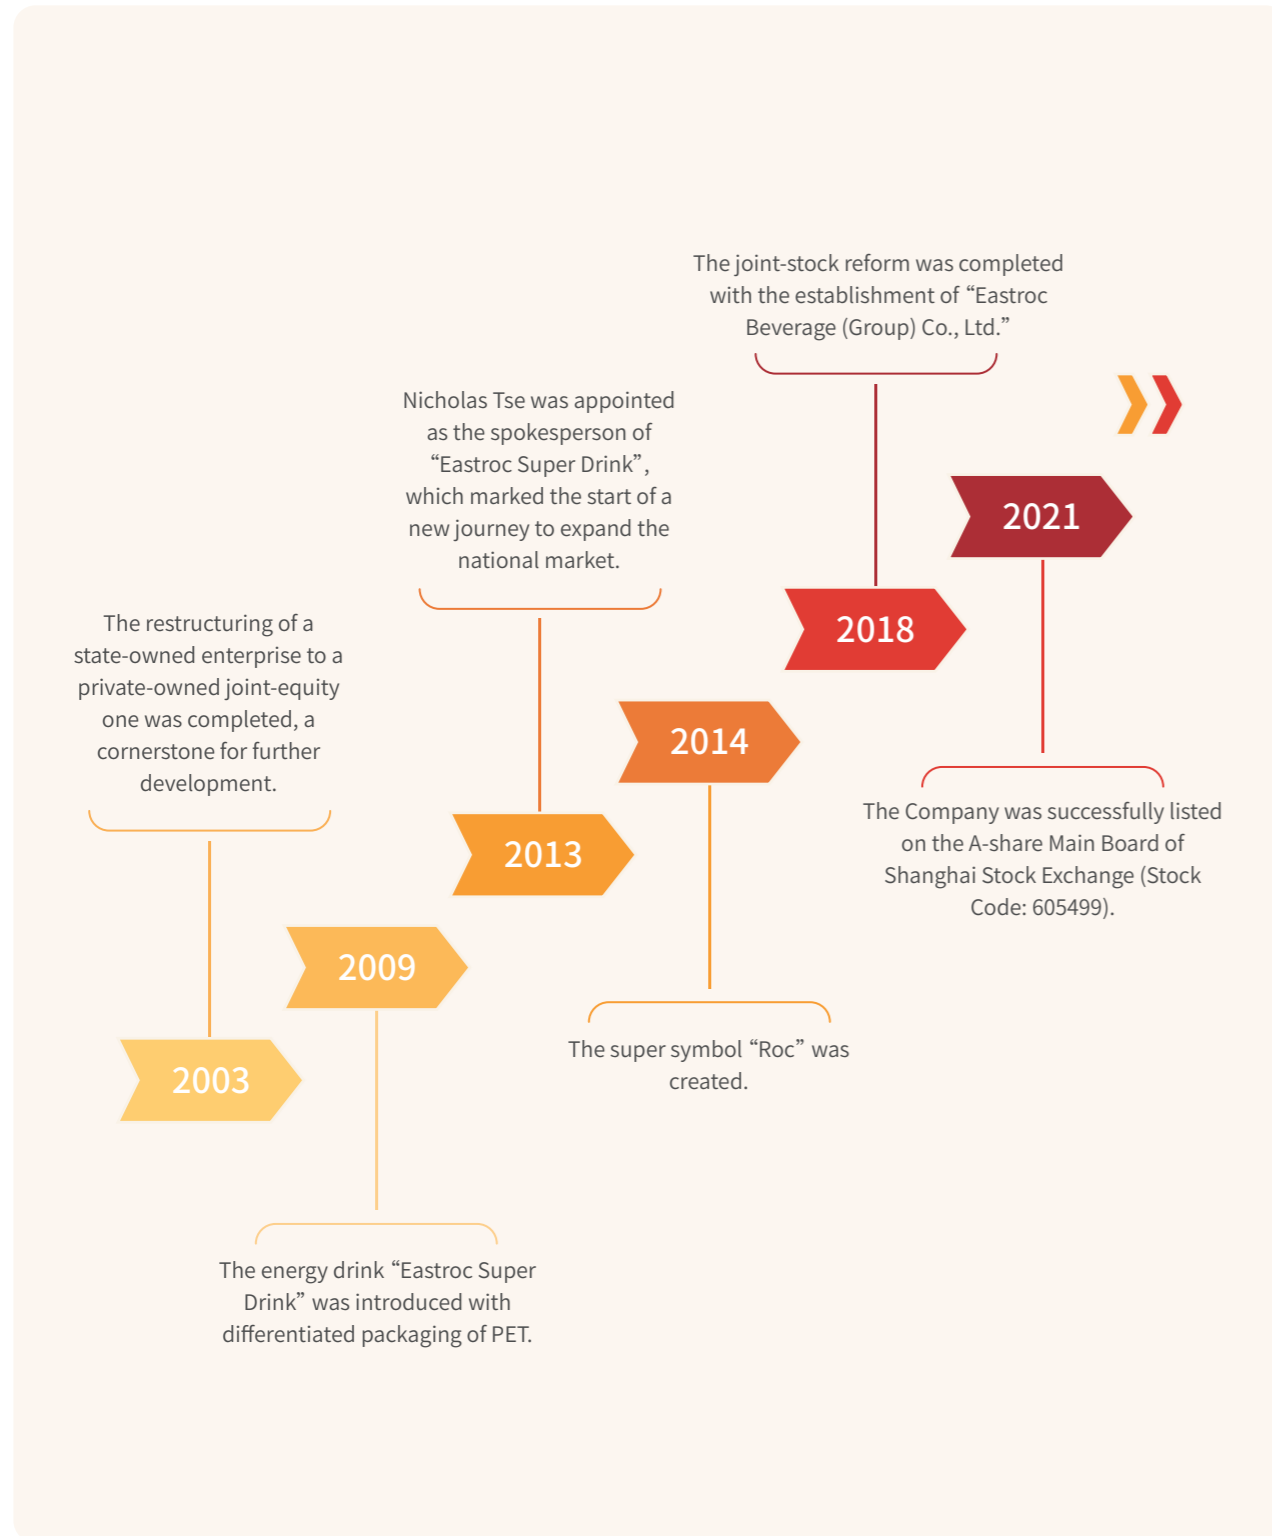 The restructuring of a
state-owned enterprise to a
private-owned joint-equity
one was completed, a
cornerstone for further
development.
2003
2009
The energy drink “Eastroc Super
Drink” was introduced with
differentiated packaging of PET.
Nicholas Tse was appointed
as the spokesperson of
“Eastroc Super Drink”,
which marked the start of a
new journey to expand the
national market.
2013
2014
The super symbol “Roc” was
created.
The joint-stock reform was completed
with the establishment of “Eastroc
Beverage (Group) Co., Ltd.”
2018
2021
The Company was successfully listed
on the A-share Main Board of
Shanghai Stock Exchange (Stock
Code: 605499).